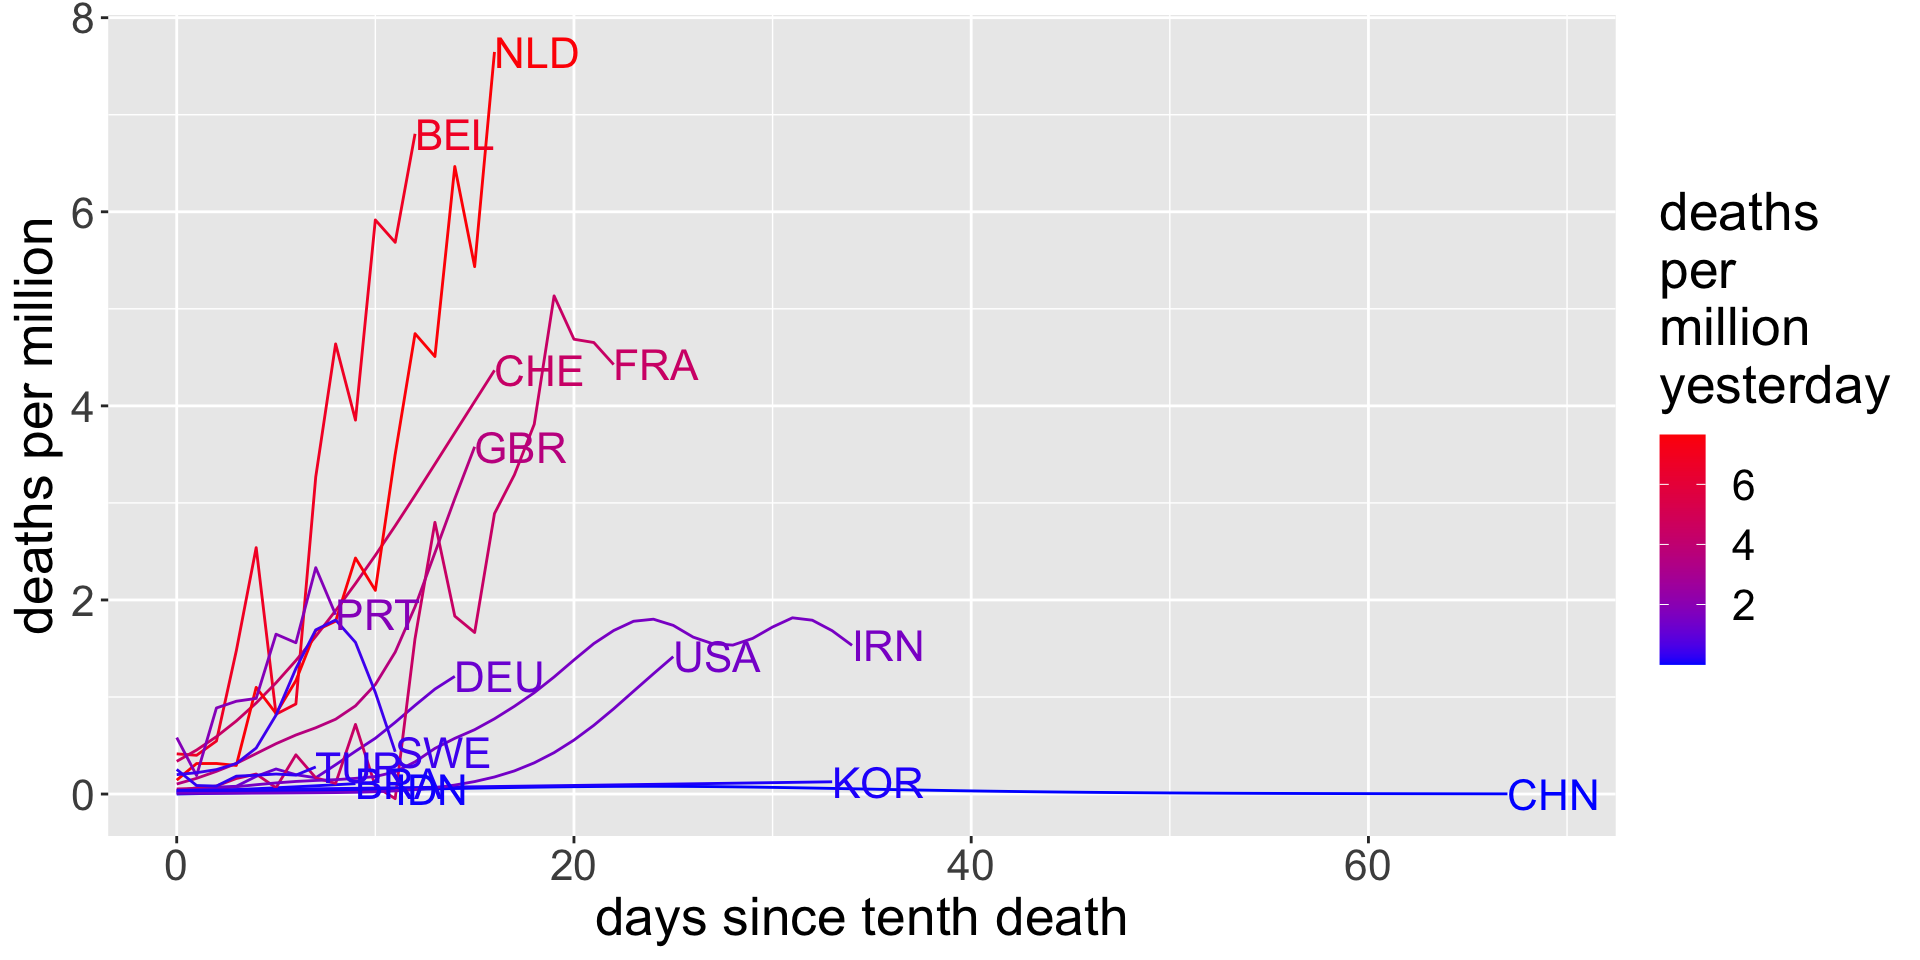 8
6
4
2
0
deaths per million
NLD
BEL
FRA
CHE
GBR
PRT
IRN
USA
DEU
SWE
TUR
IDN
KOR
CHN
0
20
40
60
days since tenth death
deaths
per
million
yesterday
6
4
2